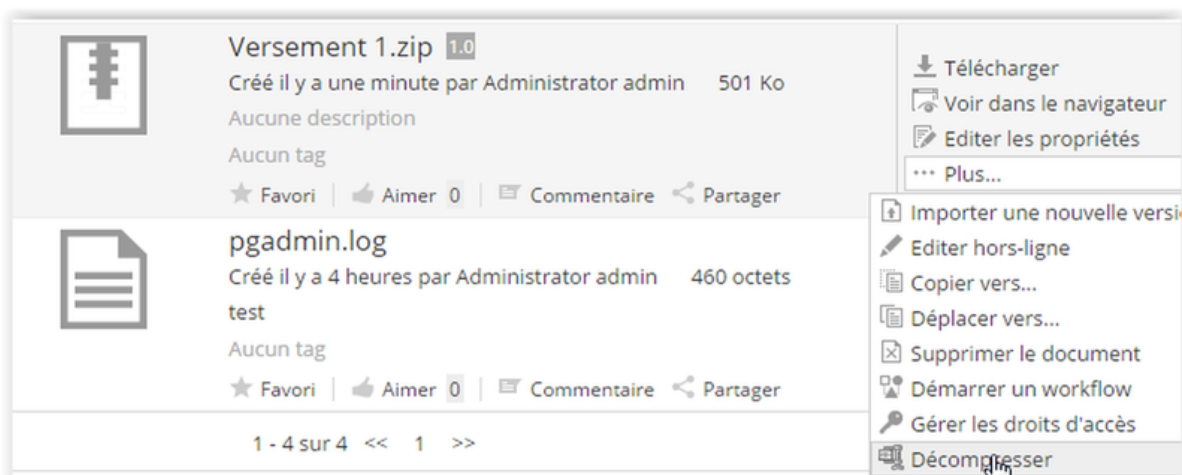 Versement 1.zip 1.0
Créé il y a une minute par Administrator admin 501 Ko
Aucune description
Aucun tag
Favori Aimer 0 Commentaire Partager
pgadmin.log
Créé il y a 4 heures par Administrator admin 460 octets
test
Aucun tag
Favori Aimer 0 Commentaire Partager
1 - 4 sur 4 << 1 >>
Télécharger
Voir dans le navigateur
Editer les propriétés
... Plus...
Importer une nouvelle versi
Editer hors-ligne
Copier vers...
Déplacer vers...
Supprimer le document
Démarrer un workflow
Gérer les droits d'accès
Décompresser